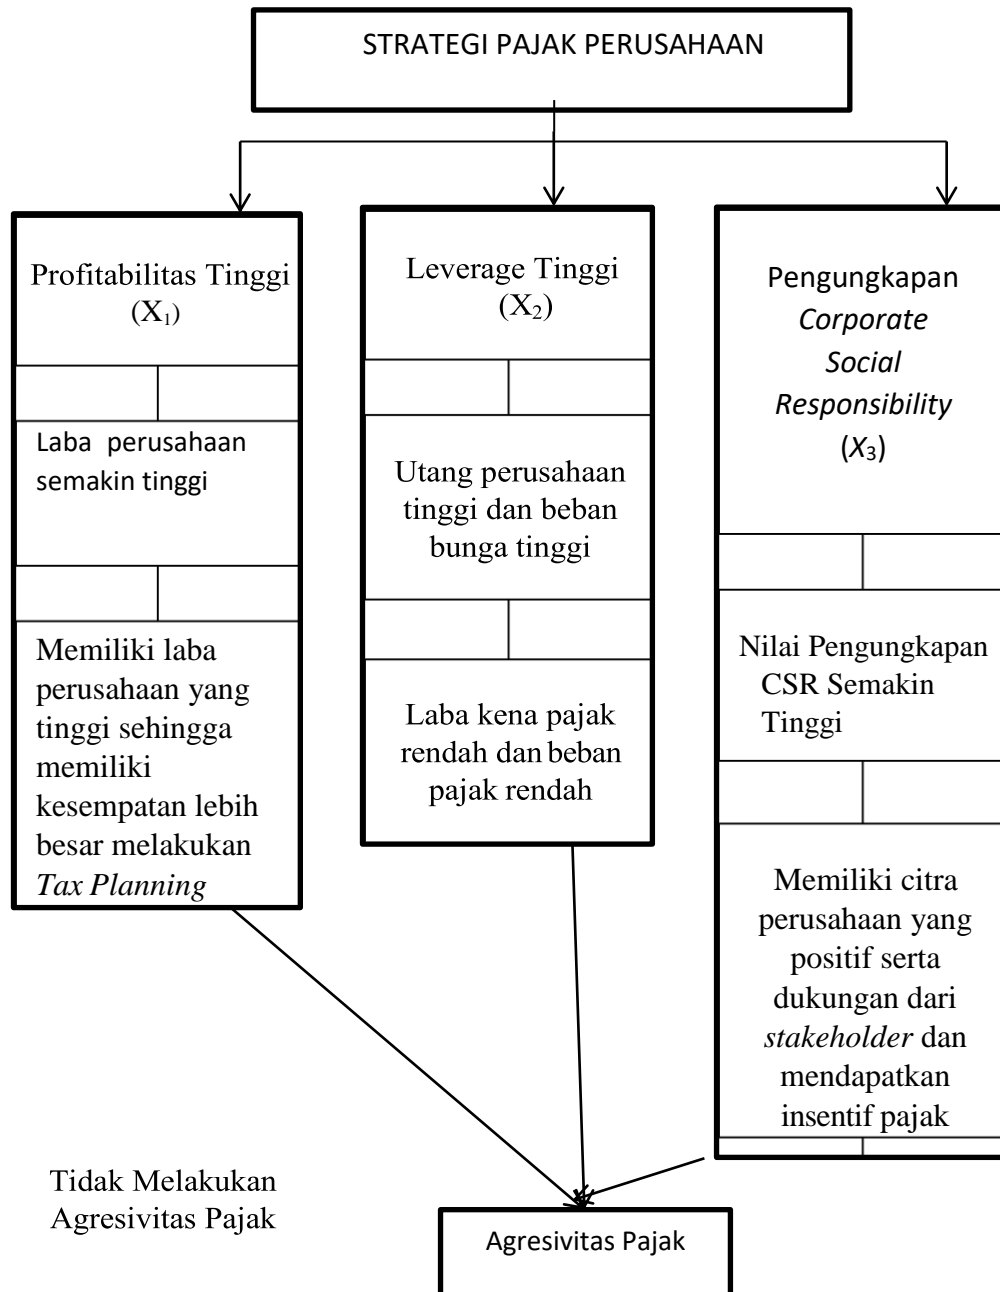 STRATEGI PAJAK PERUSAHAAN
Profitabilitas Tinggi
(X₁)
Laba perusahaan
semakin tinggi
Memiliki laba
perusahaan yang
tinggi sehingga
memiliki
kesempatan lebih
besar melakukan
Tax Planning
Leverage Tinggi
(X₂)
Utang perusahaan
tinggi dan beban
bunga tinggi
Laba kena pajak
rendah dan beban
pajak rendah
Pengungkapan
Corporate
Social
Responsibility
(X₃)
Nilai Pengungkapan
CSR Semakin
Tinggi
Memiliki citra
perusahaan yang
positif serta
dukungan dari
stakeholder dan
mendapatkan
insentif pajak
Tidak Melakukan
Agresivitas Pajak
Agresivitas Pajak